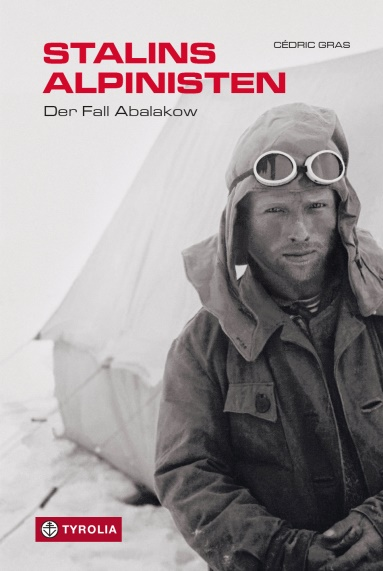 CÉDRIC GRAS
STALINS
ALPINISTEN
Der Fall Abalakow
TYROLIA